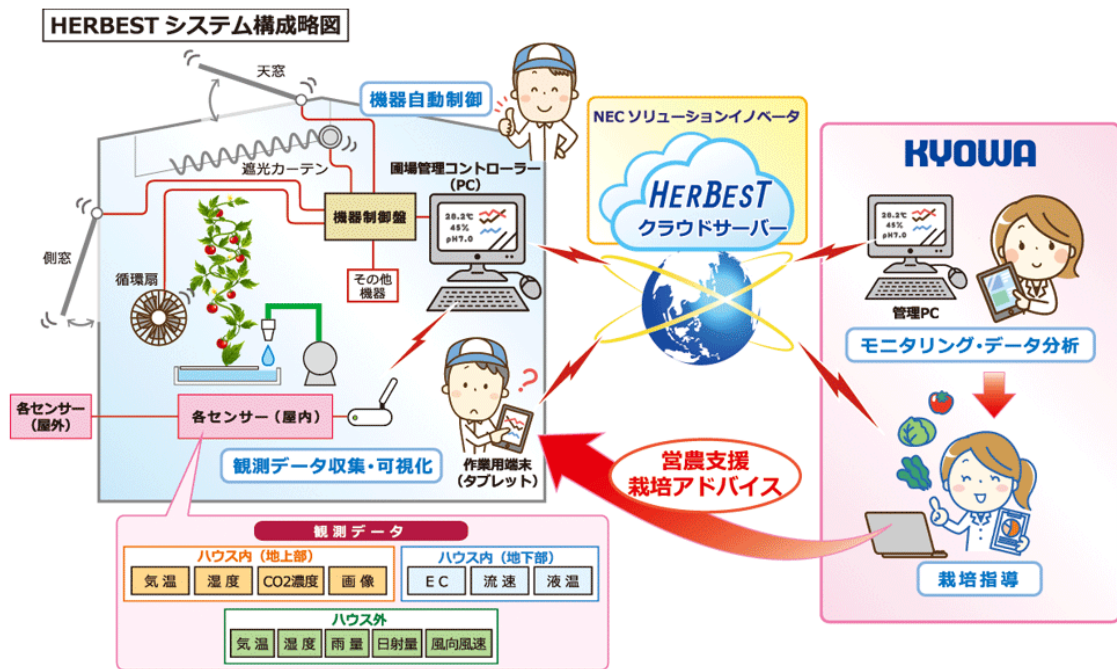 HERBEST システム構成略図
天窓
機器自動制御
遮光カーテン
圃場管理コントローラー
(PC)
機器制御盤
28.2℃
45%
pH7.0
側窓
循環扇
その他
機器
各センサー
(屋外)
各センサー(屋内)
観測データ収集・可視化
?
作業用端末
(タブレット)
NECソリューションイノベータ
HERBEST
クラウドサーバー
KYOWA
28.2℃
45%
pH7.0
管理PC
モニタリング・データ分析
営農支援
栽培アドバイス
栽培指導
観測データ
ハウス内(地上部)
気温 湿度 CO2濃度 画像
ハウス内(地下部)
EC 流速 液温
ハウス外
気温 湿度 雨量 日射量 風向風速